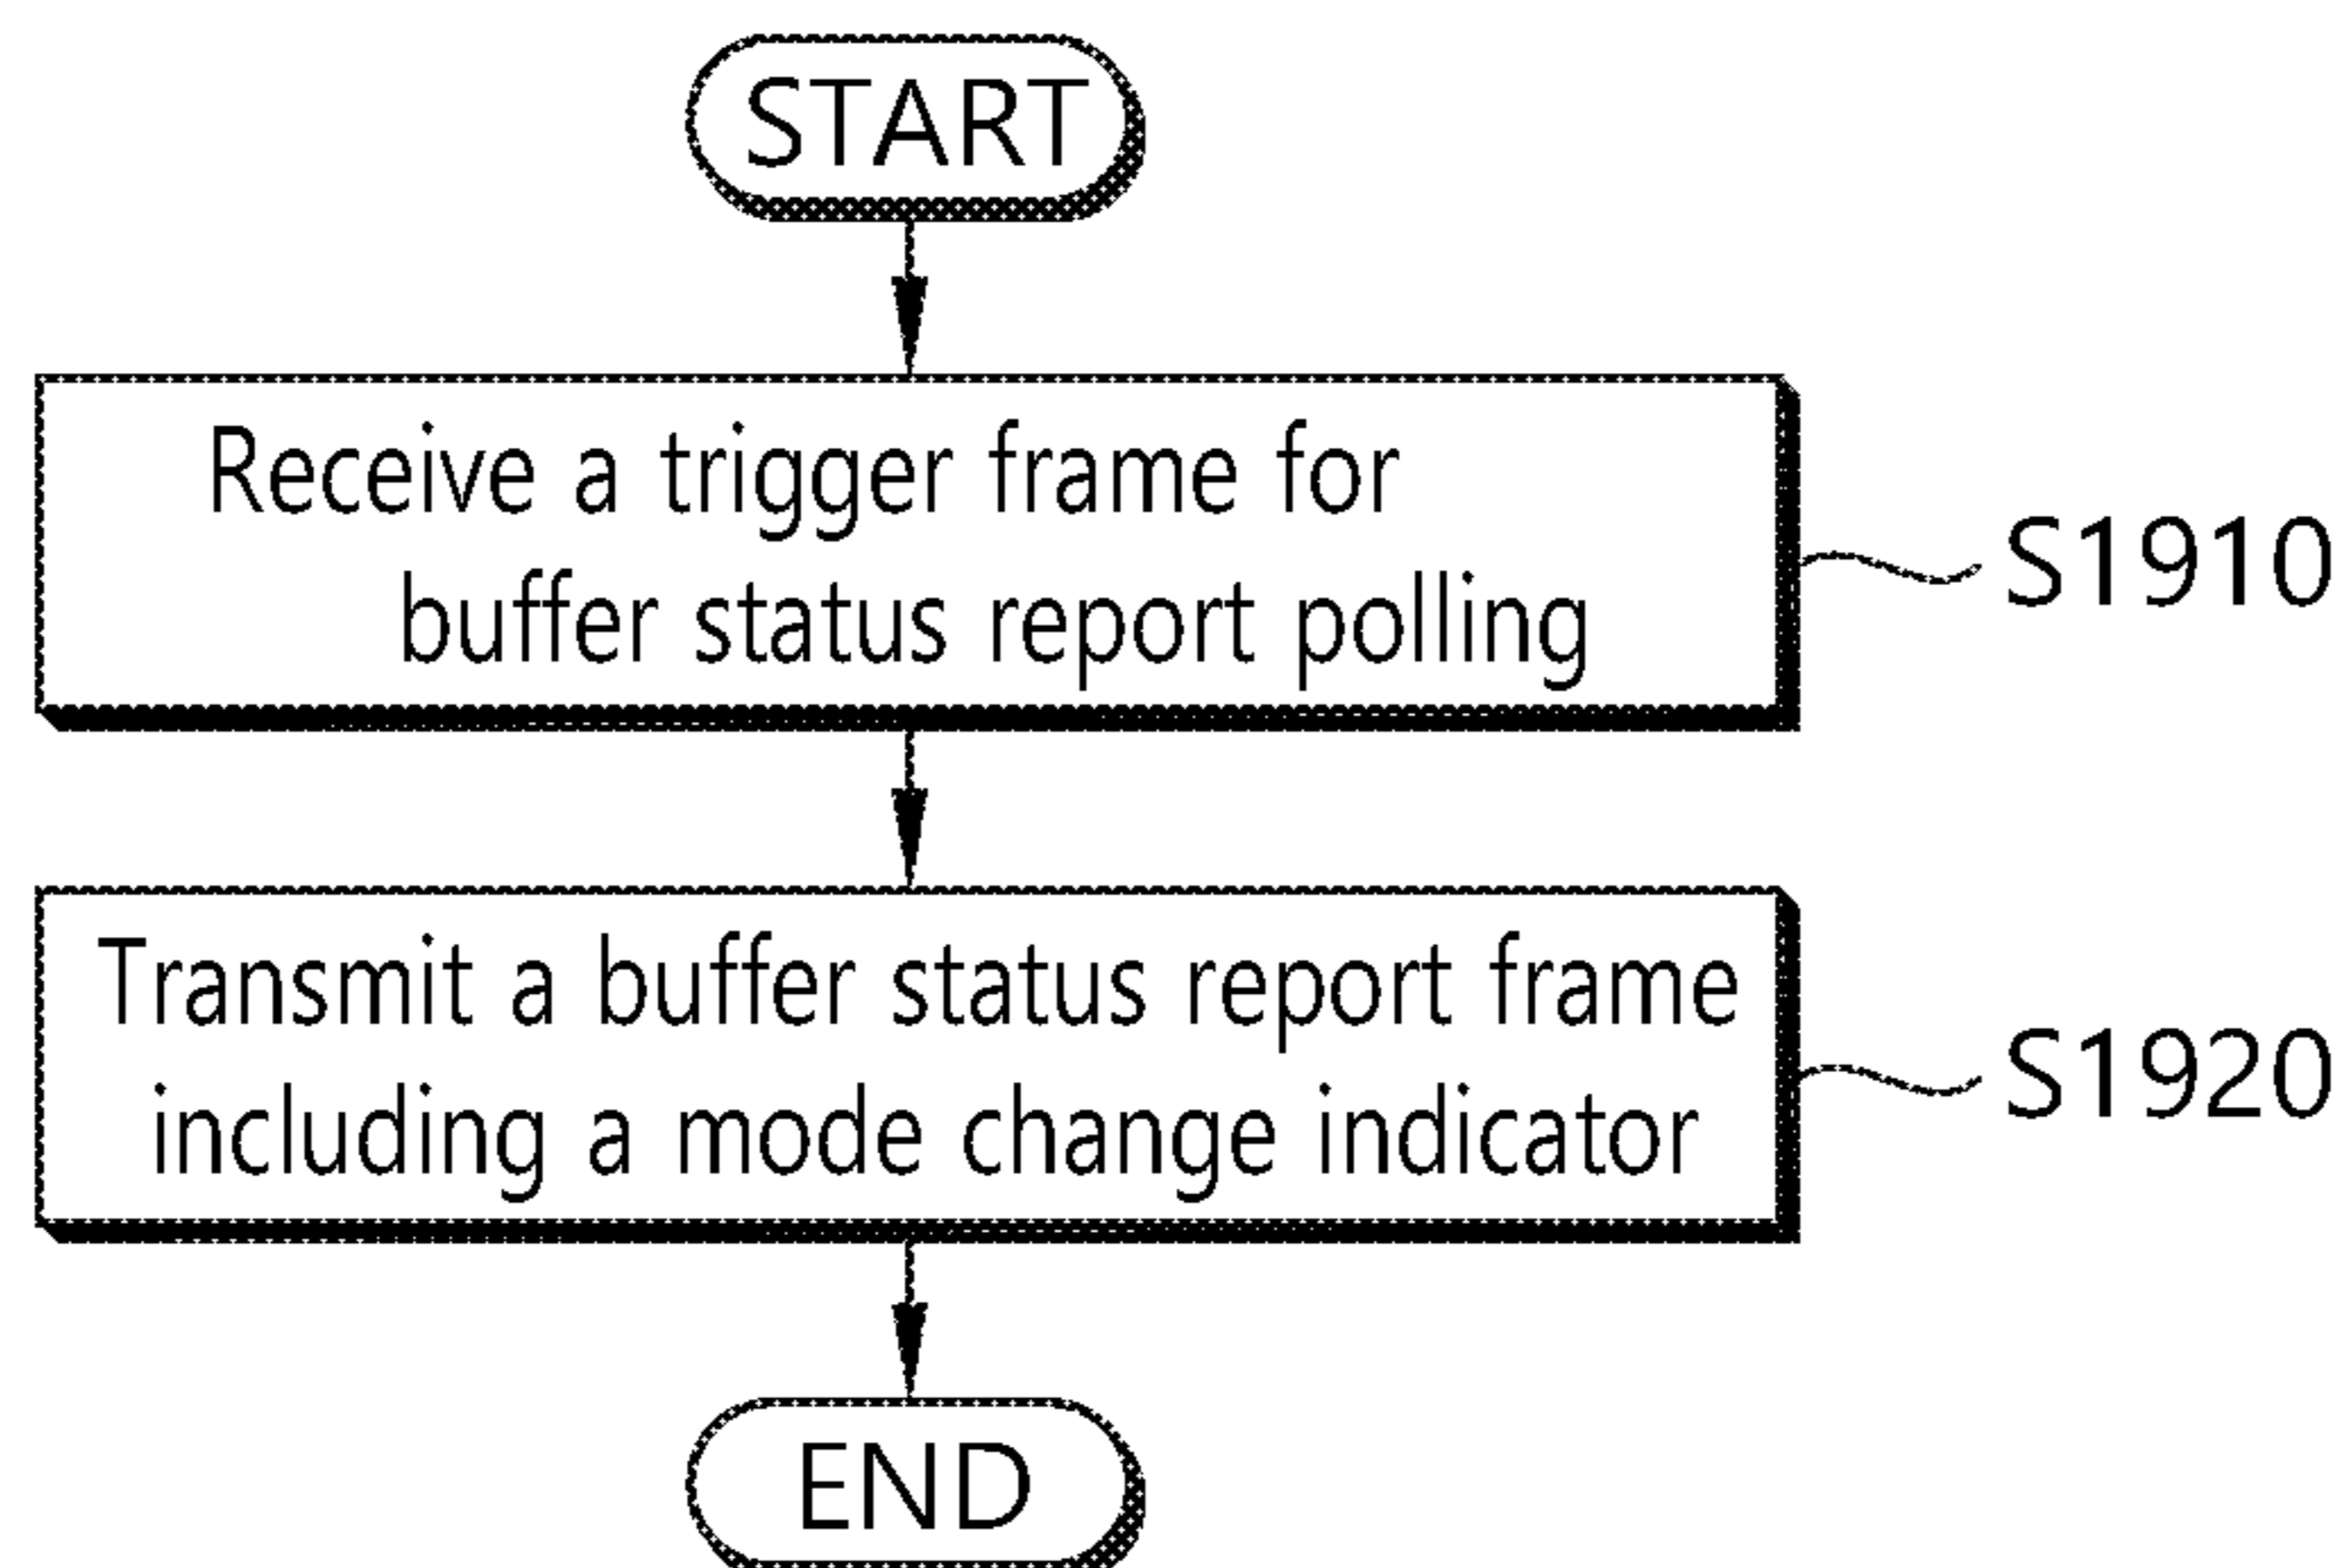 START
Receive a trigger frame for
buffer status report polling
S1910
Transmit a buffer status report frame
including a mode change indicator
S1920
END